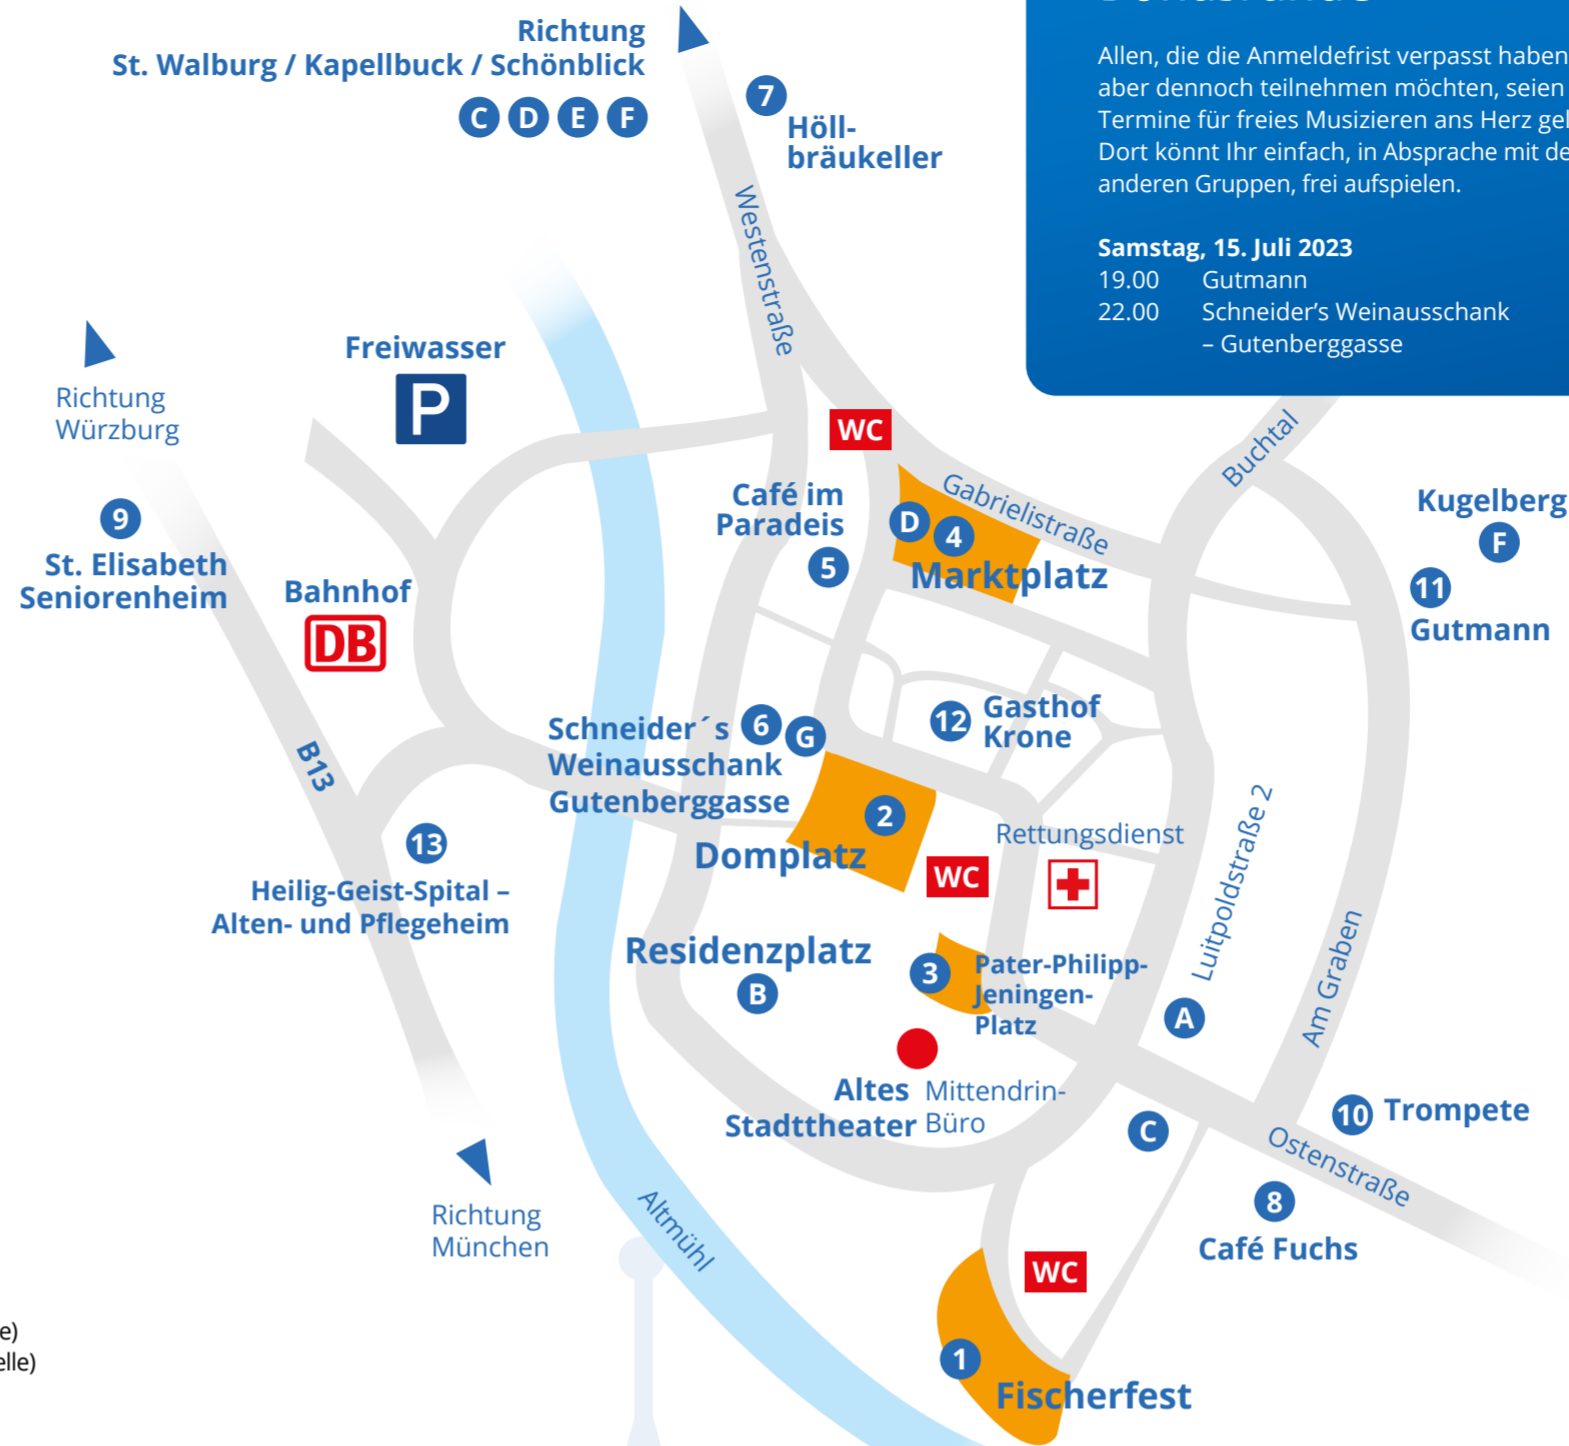 Richtung
St. Walburg / Kapellbuck / Schönblick
C D E F
7
Höll-
bräukeller
Allen, die die Anmeldefrist verpasst haben
aber dennoch teilnehmen möchten, seien
Termine für freies Musizieren ans Herz
Dort könnt Ihr einfach, in Absprache mit
anderen Gruppen, frei aufspielen.
Samstag, 15. Juli 2023
19.00 Gutmann
22.00 Schneider’s Weinausschank
– Gutenberggasse
Westenstraße
Freiwasser
P
Richtung
Würzburg
9
St. Elisabeth
Seniorenheim
Bahnhof
DB
WC
Café im
Paradeis
5
D 4
Marktplatz
Gabrielistraße
Buchtal
Kugelberg
F
11
Gutmann
B13
Schneider´s 6 G
Weinausschank
Gutenberggasse
12 Gasthof
Krone
2
Domplatz
WC
Rettungsdienst
Luitpoldstraße 2
Am Graben
13
Heilig-Geist-Spital –
Alten- und Pflegeheim
Residenzplatz
B
3 Pater-Philipp-
Jeningen-
Platz
A
Altes Mittendrin-
Stadttheater Büro
C
10 Trompete
Ostenstraße
8
Café Fuchs
Richtung
München
Altmühl
WC
1
Fischerfest